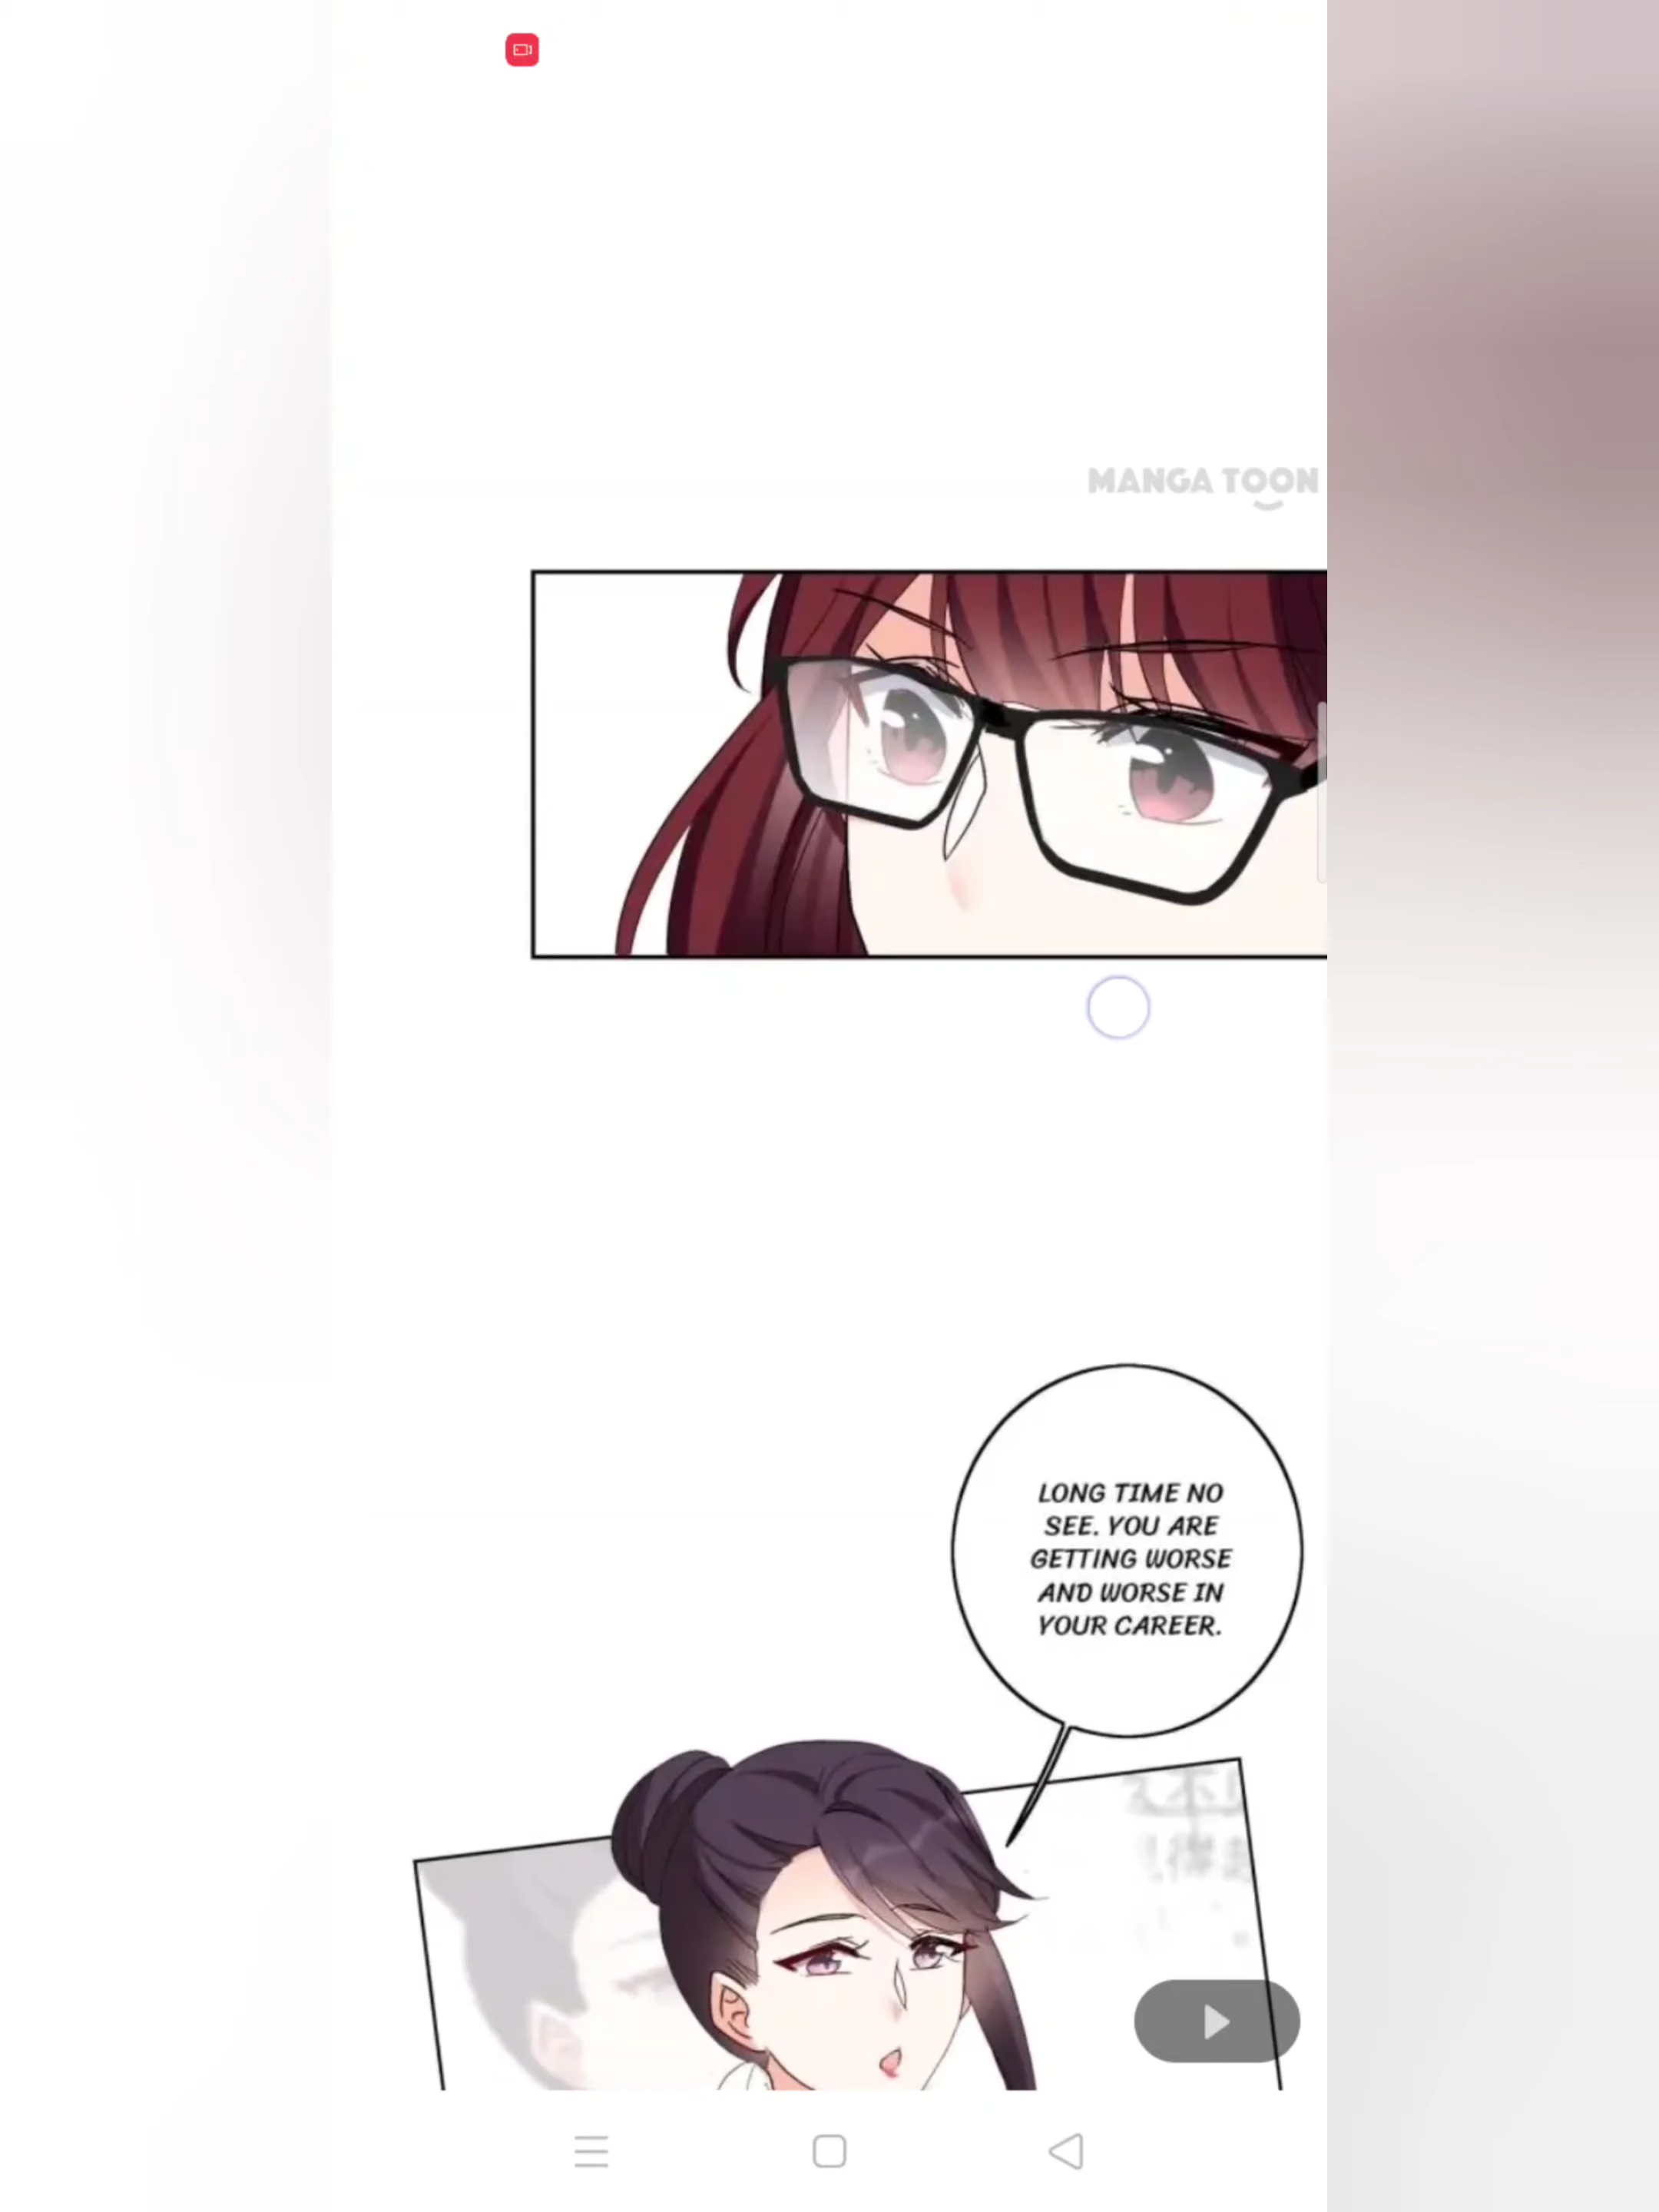 MANGA TOON
LONG TIME NO
SEE. YOU ARE
GETTING WORSE
AND WORSE IN
YOUR CAREER.